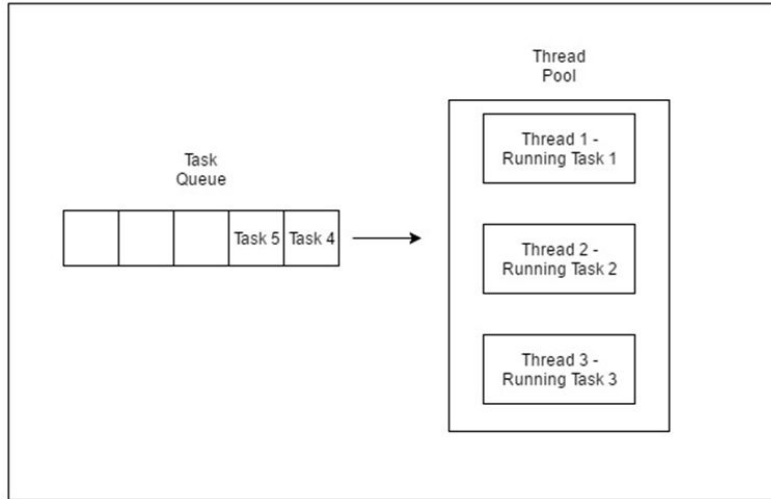 Thread
Pool
Thread 1 -
Running Task 1
Task
Queue
Task 5 Task 4
Thread 2 -
Running Task 2
Thread 3 -
Running Task 3